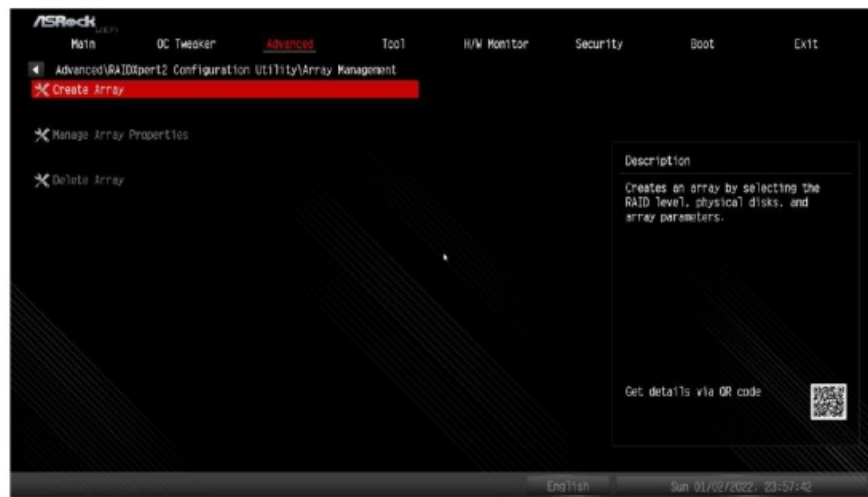 ASRock UEFI
Main OC Tweaker Advanced Tool H/W Monitor Security Boot Exit
Advanced\RAIDXpert2 Configuration Utility\Array Management
Create Array
Manage Array Properties
Delete Array
Description
Creates an array by selecting the
RAID level, physical disks, and
array parameters.
Get details via QR code
English Sun 01/02/2022. 23:57:42